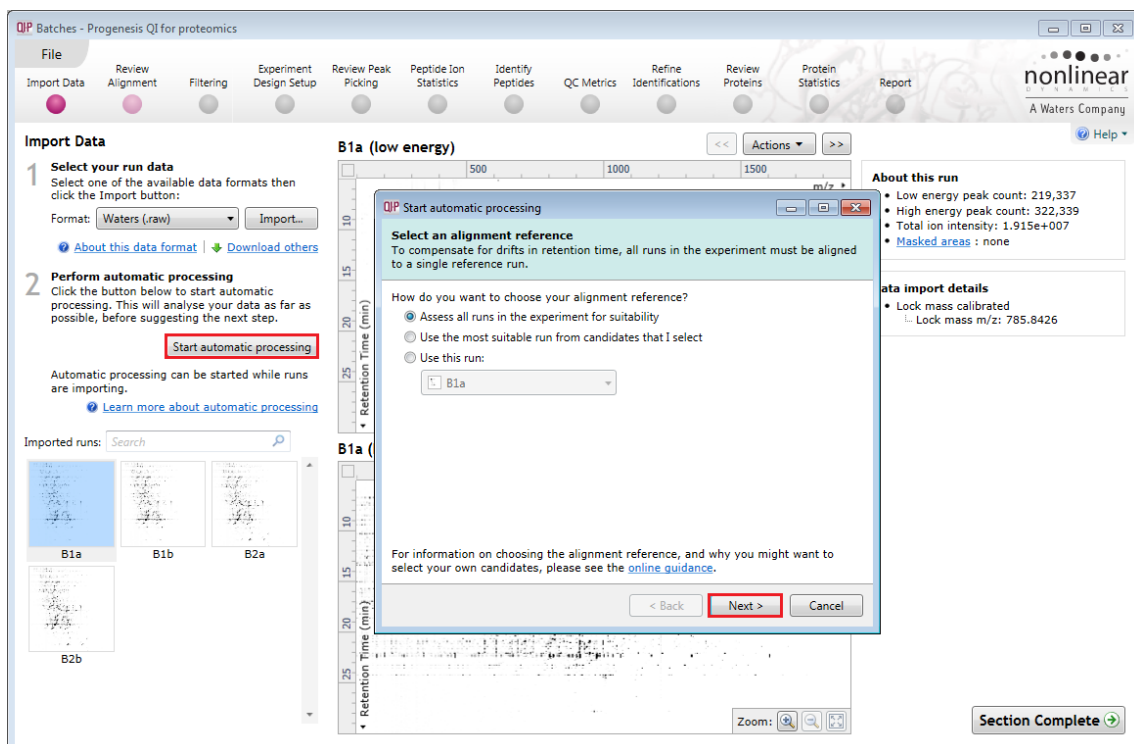 QIP Batches - Progenesis QI for proteomics
File
Import Data
Review Alignment
Filtering
Experiment Design Setup
Review Peak Picking
Peptide Ion Statistics
Identify Peptides
QC Metrics
Refine Identifications
Review Proteins
Protein Statistics
Report
nonlinear
DYNAMICS
A Waters Company
Help
Import Data
1 Select your run data
Select one of the available data formats then
click the Import button:
Format: Waters (.raw) Import...
About this data format Download others
2 Perform automatic processing
Click the button below to start automatic
processing. This will analyse your data as far as
possible, before suggesting the next step.
Start automatic processing
Automatic processing can be started while runs
are importing.
Learn more about automatic processing
Imported runs: Search
B1a B1b B2a
B2b
B1a (low energy)
<< Actions >>
500 1000 1500
m/z
10
15
20
25
Retention Time (min)
B1a (
10
15
20
25
Retention Time (min)
Zoom:
QIP Start automatic processing
Select an alignment reference
To compensate for drifts in retention time, all runs in the experiment must be aligned
to a single reference run.
How do you want to choose your alignment reference?
Assess all runs in the experiment for suitability
Use the most suitable run from candidates that I select
Use this run:
B1a
For information on choosing the alignment reference, and why you might want to
select your own candidates, please see the online guidance.
< Back Next > Cancel
About this run
• Low energy peak count: 219,337
• High energy peak count: 322,339
• Total ion intensity: 1.915e+007
• Masked areas : none
ata import details
• Lock mass calibrated
Lock mass m/z: 785.8426
Section Complete